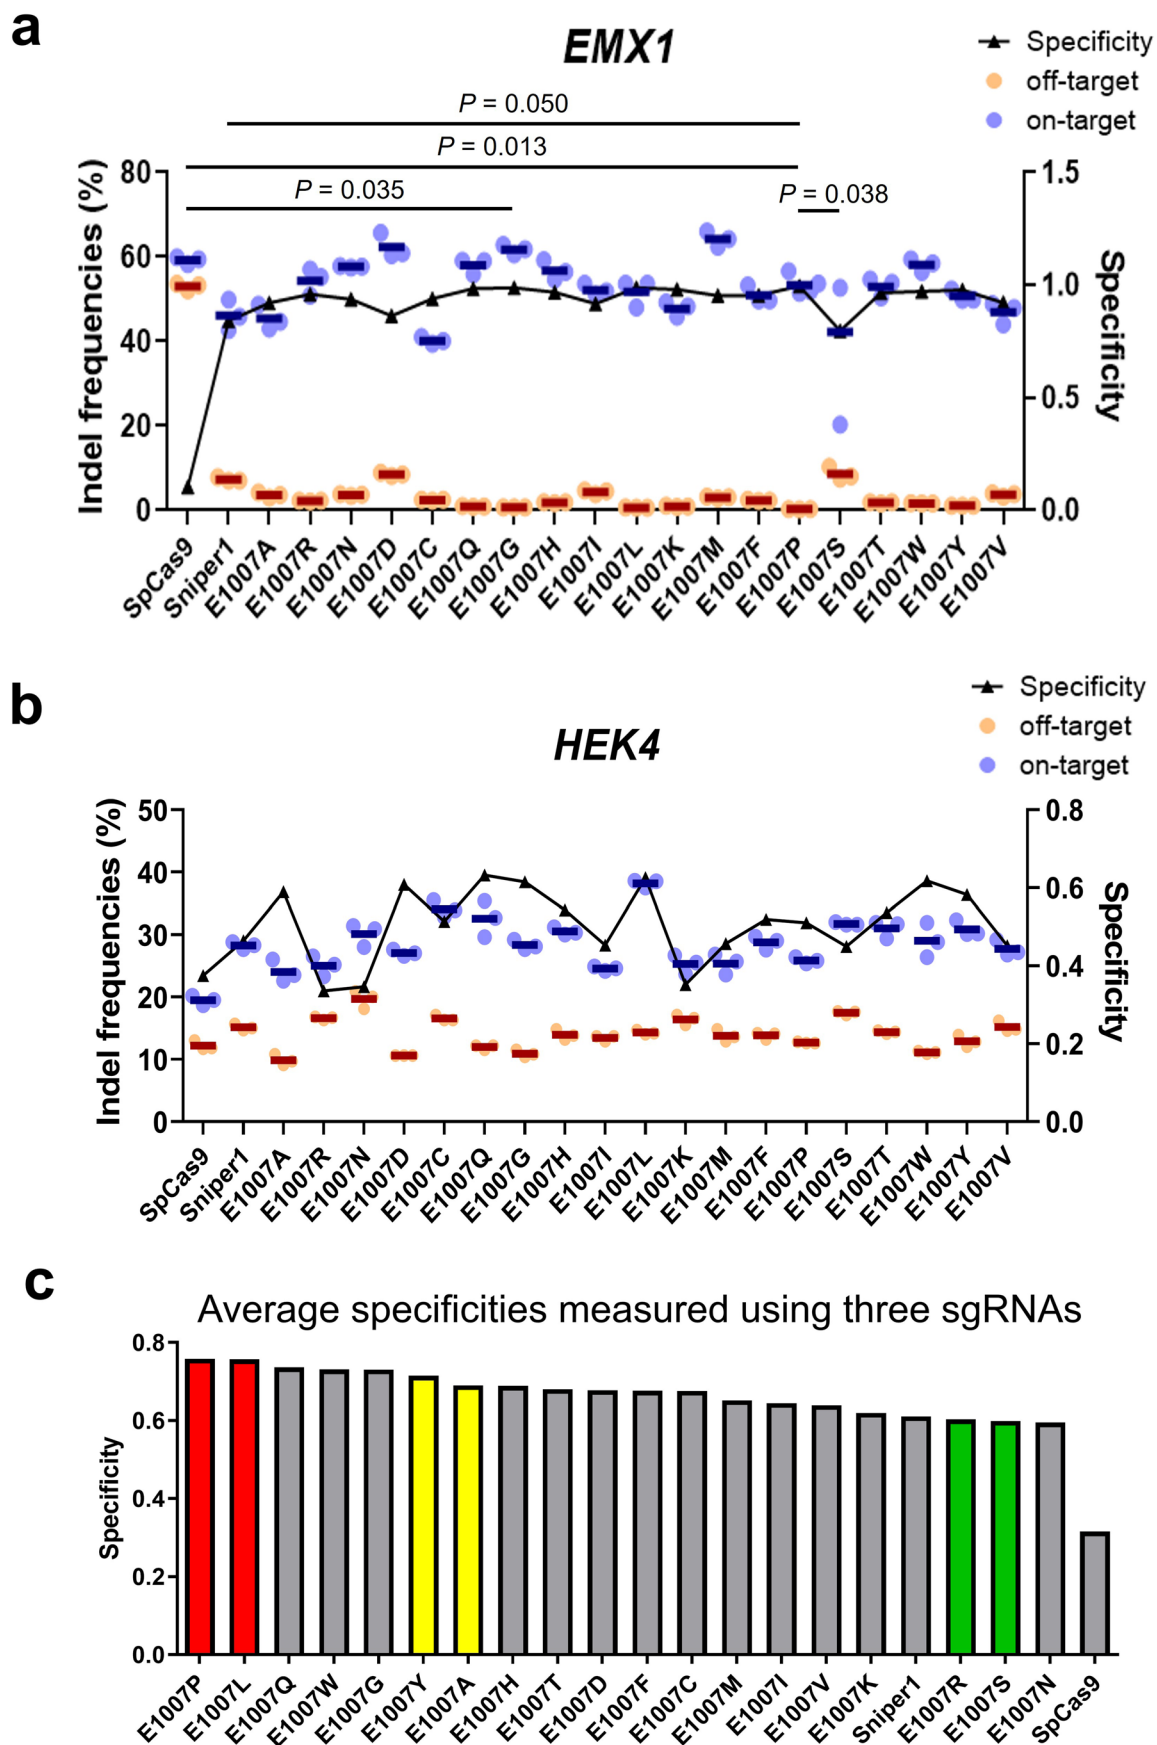 a
EMX1
Specificity
off-target
on-target
P = 0.050
P = 0.013
P = 0.035
P = 0.038
Indel frequencies (%)
80
60
40
20
0
1.5
1.0
0.5
0.0
Specificity
SpCas9
Sniper1
E1007A
E1007R
E1007N
E1007D
E1007C
E1007Q
E1007G
E1007H
E1007I
E1007L
E1007K
E1007M
E1007F
E1007P
E1007S
E1007T
E1007W
E1007Y
E1007V
b
HEK4
Specificity
off-target
on-target
Indel frequencies (%)
50
40
30
20
10
0
0.8
0.6
0.4
0.2
0.0
Specificity
SpCas9
Sniper1
E1007A
E1007R
E1007N
E1007D
E1007C
E1007Q
E1007G
E1007H
E1007I
E1007L
E1007K
E1007M
E1007F
E1007P
E1007S
E1007T
E1007W
E1007Y
E1007V
c
Average specificities measured using three sgRNAs
Specificity
0.8
0.6
0.4
0.2
0.0
E1007P
E1007L
E1007Q
E1007W
E1007G
E1007Y
E1007A
E1007H
E1007T
E1007D
E1007F
E1007C
E1007M
E1007I
E1007V
E1007K
Sniper1
E1007R
E1007S
E1007N
SpCas9